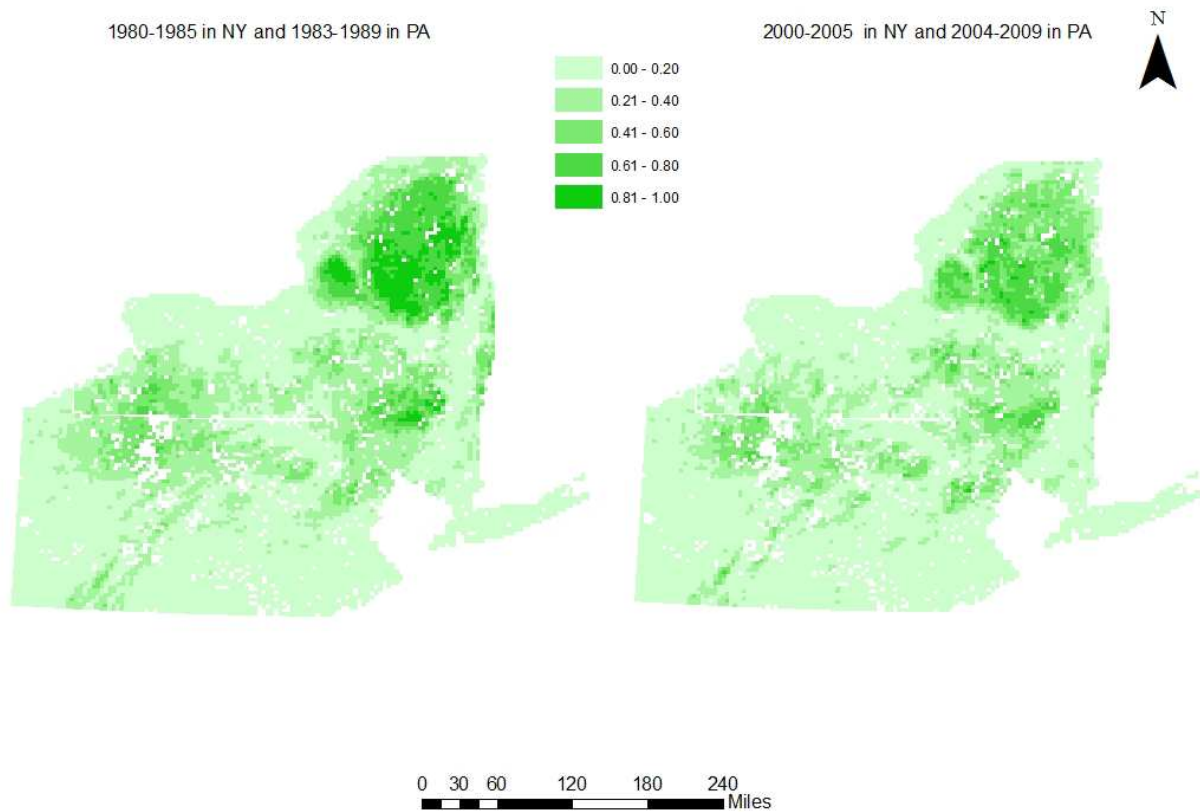 1980-1985 in NY and 1983-1989 in PA
2000-2005 in NY and 2004-2009 in PA
N
0.00 - 0.20
0.21 - 0.40
0.41 - 0.60
0.61 - 0.80
0.81 - 1.00
0 30 60 120 180 240
Miles